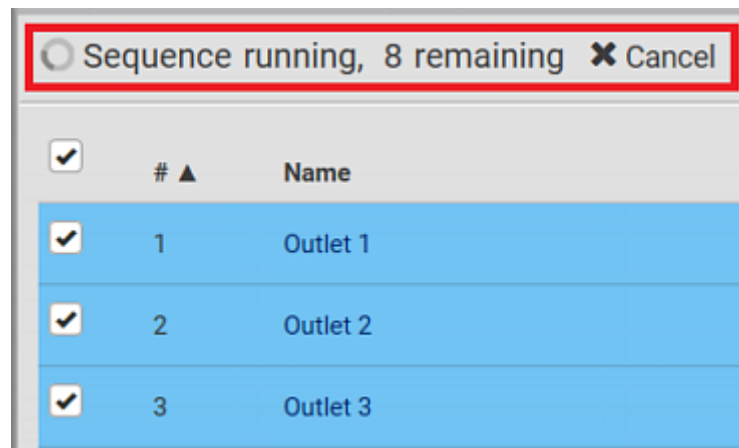 Sequence running, 8 remaining ✖ Cancel
# ▲ Name
1 Outlet 1
2 Outlet 2
3 Outlet 3